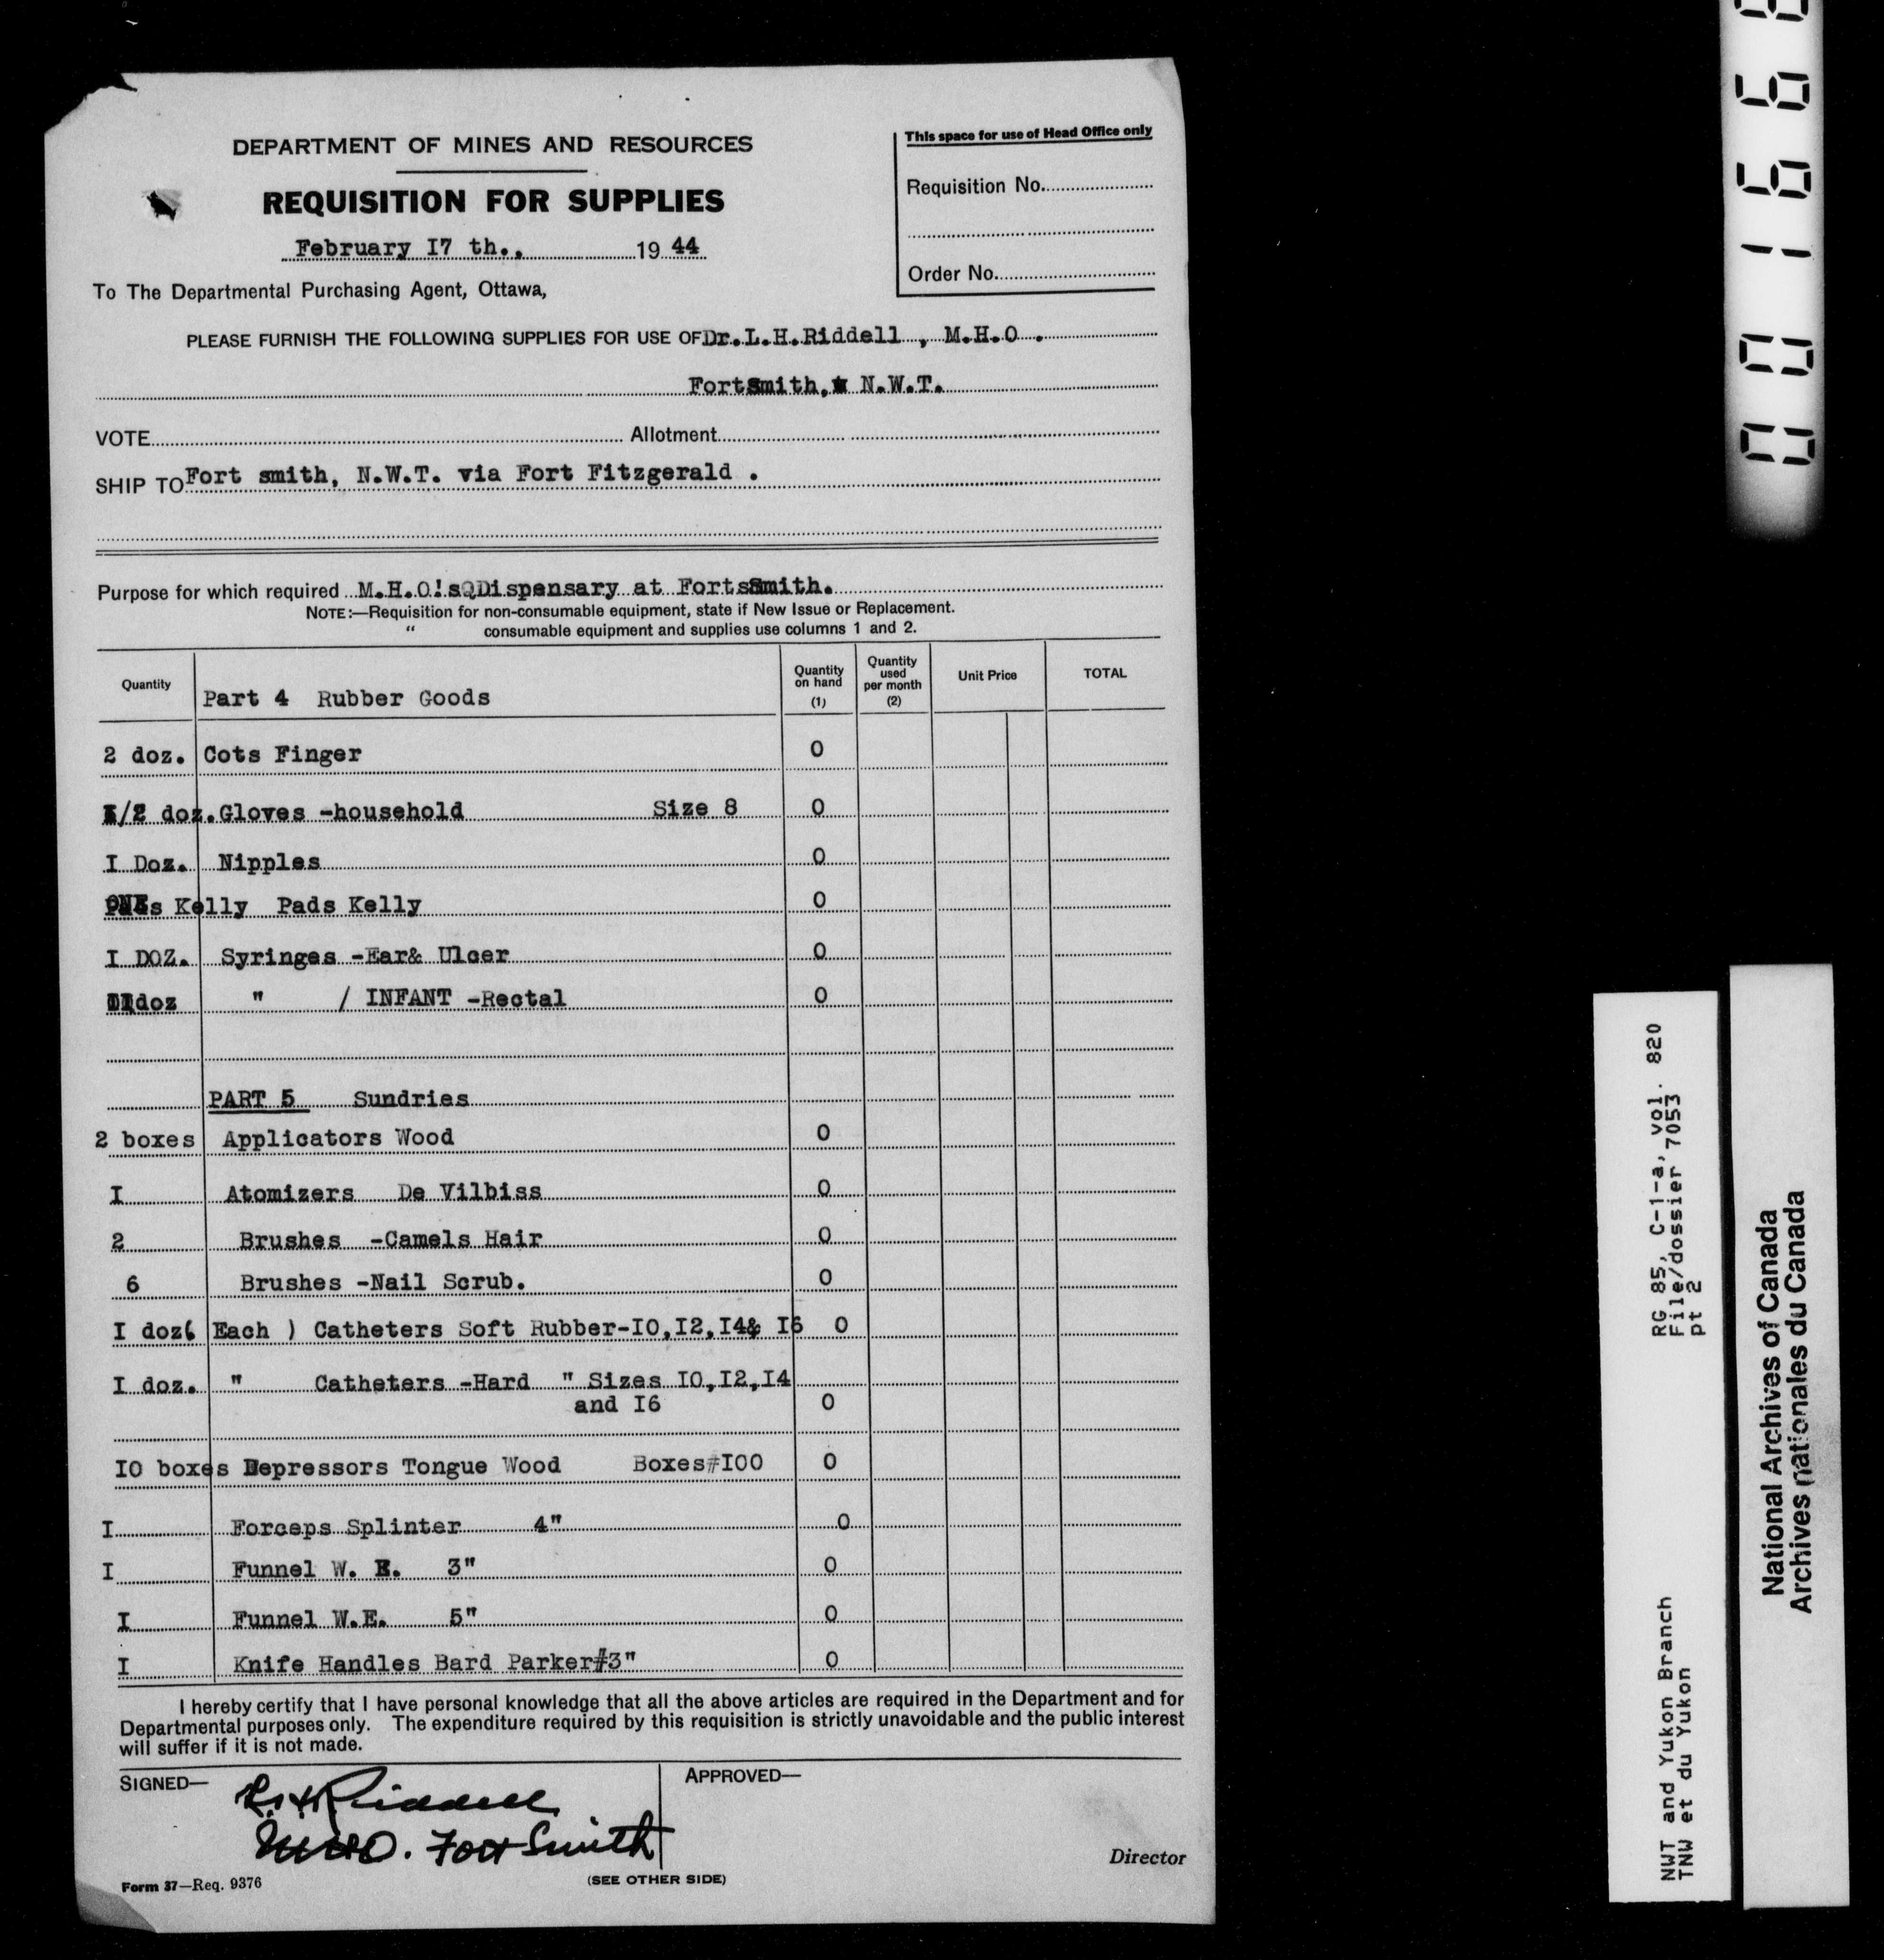 DEPARTMENT OF MINES AND RESOURCES
REQUISITION FOR SUPPLIES
February I7 th., 19 44
This space for use of Head Office only
Requisition No.
Order No.
To The Departmental Purchasing Agent, Ottawa,
PLEASE FURNISH THE FOLLOWING SUPPLIES FOR USE OF Dr.L.H.Riddell , M.H.O .
FortSmith, N.W.T.
VOTE Allotment
SHIP TO Fort smith, N.W.T. via Fort Fitzgerald .
Purpose for which required M.H.O!s Dispensary at FortsSmith.
NOTE:—Requisition for non-consumable equipment, state if New Issue or Replacement.
" consumable equipment and supplies use columns 1 and 2.
Quantity Part 4 Rubber Goods Quantity on hand (1) Quantity used per month (2) Unit Price TOTAL
2 doz. Cots Finger 0
I/2 doz. Gloves -household Size 8 0
I Doz. Nipples 0
ONE Kelly Pads Kelly 0
I DOZ. Syringes -Ear& Ulcer 0
doz " / INFANT -Rectal 0
PART 5 Sundries
2 boxes Applicators Wood 0
I Atomizers De Vilbiss 0
2 Brushes -Camels Hair 0
6 Brushes -Nail Scrub. 0
I doz( Each ) Catheters Soft Rubber-I0,I2,I4& I6 0
I doz. " Catheters -Hard " Sizes I0,I2,I4
and I6 0
I0 boxes Depressors Tongue Wood Boxes#I00 0
I Forceps Splinter 4" 0
I Funnel W. E. 3" 0
I Funnel W.E. 5" 0
I Knife Handles Bard Parker#3" 0
I hereby certify that I have personal knowledge that all the above articles are required in the Department and for
Departmental purposes only. The expenditure required by this requisition is strictly unavoidable and the public interest
will suffer if it is not made.
SIGNED— APPROVED—
L.H.Riddell
M.H.O. Fort Smith
Director
Form 37—Req. 9376 (SEE OTHER SIDE)
RG 85, C-1-a, vol. 820
File/dossier 7053
pt 2
NWT and Yukon Branch
TNW et du Yukon
National Archives of Canada
Archives nationales du Canada